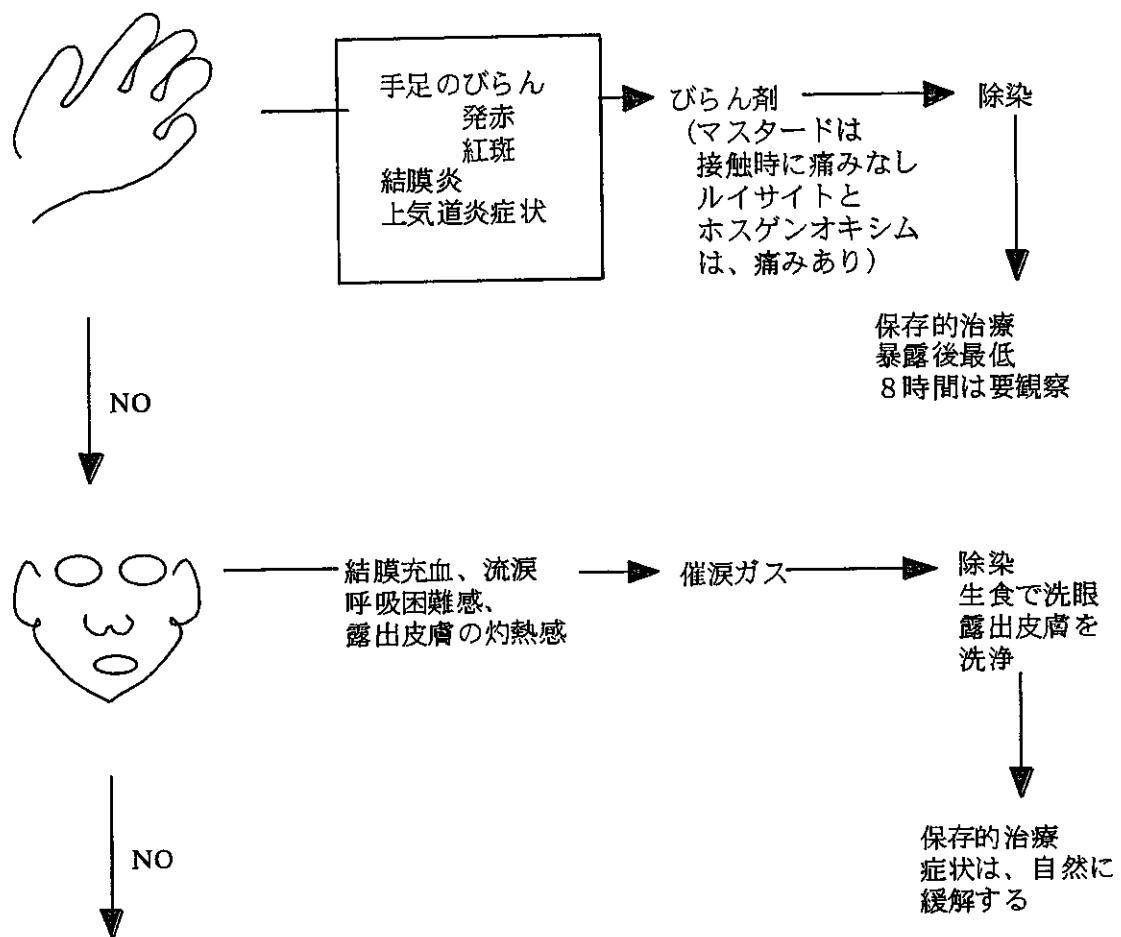 手足のびらん
発赤
紅斑
結膜炎
上気道炎症状
びらん剤
(マスタードは
接触時に痛みなし
ルイサイトと
ホスゲンオキシム
は、痛みあり)
除染
保存的治療
暴露後最低
８時間は要観察
NO
結膜充血、流涙
呼吸困難感、
露出皮膚の灼熱感
催涙ガス
除染
生食で洗眼
露出皮膚を
洗浄
保存的治療
症状は、自然に
緩解する
NO